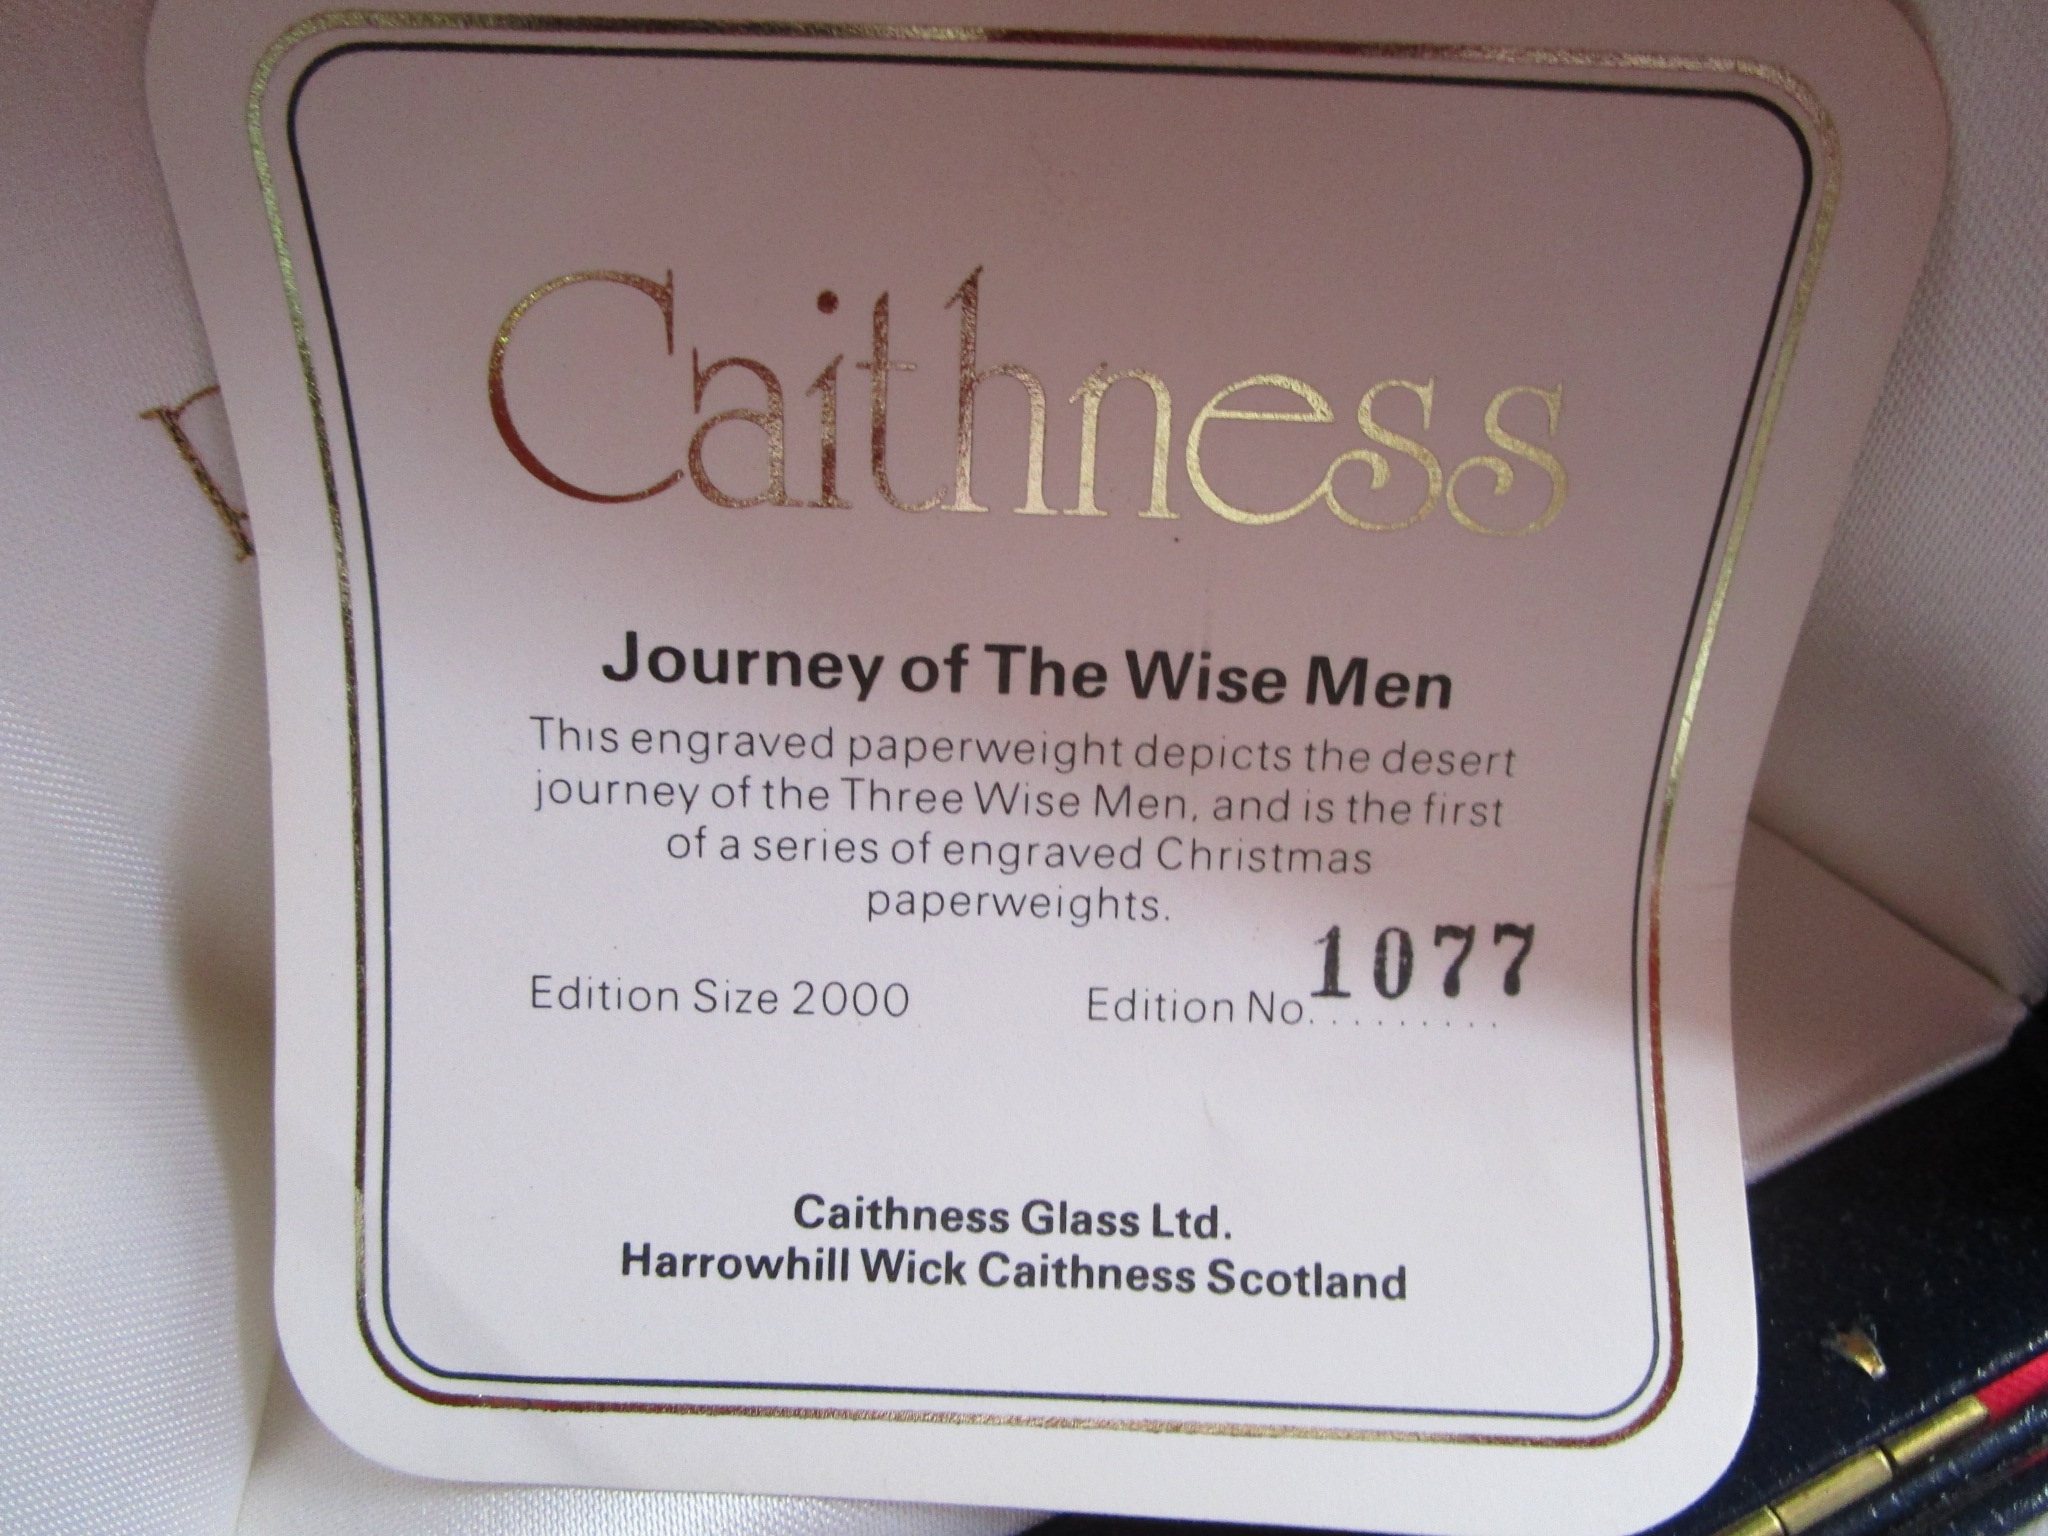 Caithness
Journey of The Wise Men
This engraved paperweight depicts the desert
journey of the Three Wise Men, and is the first
of a series of engraved Christmas
paperweights.
Edition Size 2000 Edition No. 1077
Caithness Glass Ltd.
Harrowhill Wick Caithness Scotland